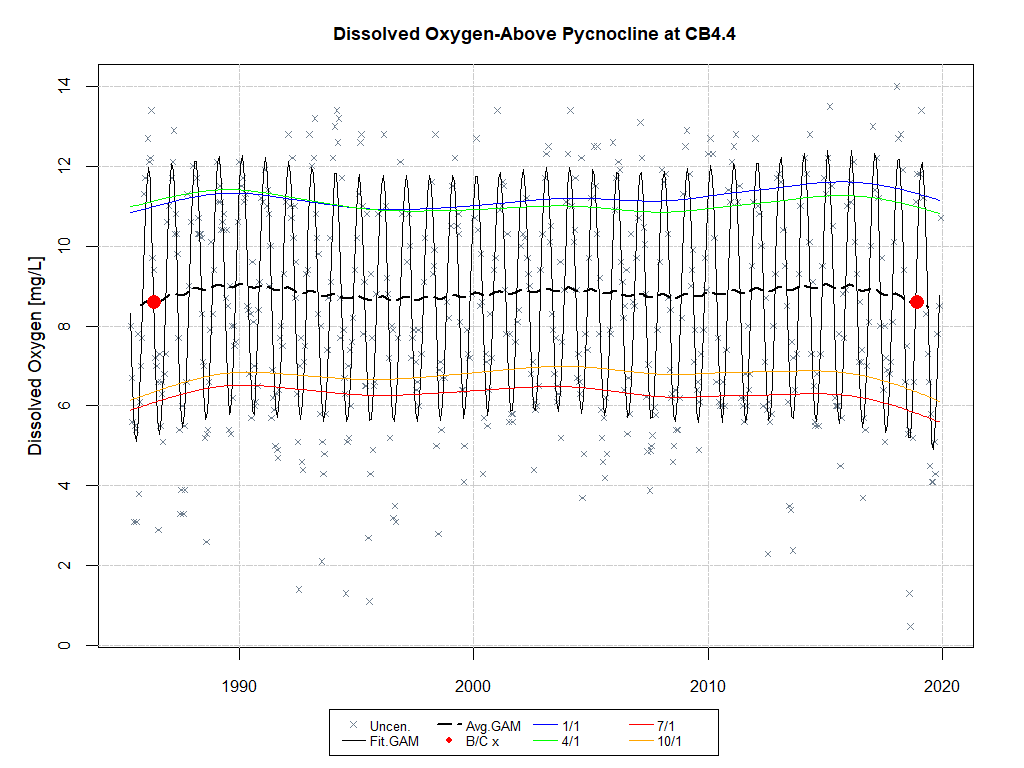 Dissolved Oxygen-Above Pycnocline at CB4.4
Dissolved Oxygen [mg/L]
14
12
10
8
6
4
2
0
1990 2000 2010 2020
Uncen. Avg.GAM 1/1 7/1
Fit.GAM B/C x 4/1 10/1